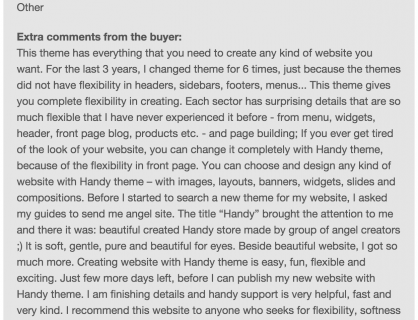 Other
Extra comments from the buyer:
This theme has everything that you need to create any kind of website you
want. For the last 3 years, I changed theme for 6 times, just because the themes
did not have flexibility in headers, sidebars, footers, menus... This theme gives
you complete flexibility in creating. Each sector has surprising details that are so
much flexible that I have never experienced it before - from menu, widgets,
header, front page blog, products etc. - and page building; If you ever get tired
of the look of your website, you can change it completely with Handy theme,
because of the flexibility in front page. You can choose and design any kind of
website with Handy theme – with images, layouts, banners, widgets, slides and
compositions. Before I started to search a new theme for my website, I asked
my guides to send me angel site. The title “Handy” brought the attention to me
and there it was: beautiful created Handy store made by group of angel creators
;) It is soft, gentle, pure and beautiful for eyes. Beside beautiful website, I got so
much more. Creating website with Handy theme is easy, fun, flexible and
exciting. Just few more days left, before I can publish my new website with
Handy theme. I am finishing details and handy support is very helpful, fast and
very kind. I recommend this website to anyone who seeks for flexibility, softness